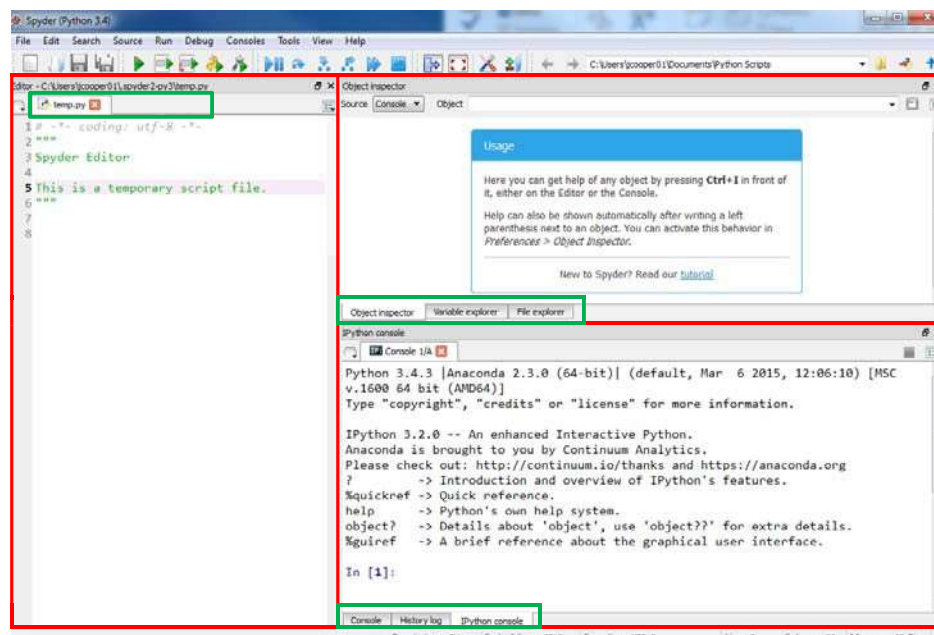 Spyder (Python 3.4)
File Edit Search Source Run Debug Consoles Tools View Help
C:\Users\jcooper01\Documents\Python Scripts
Editor - C:\Users\jcooper01\.spyder2-py3\temp.py
temp.py
1 # -*- coding: utf-8 -*-
2 """
3 Spyder Editor
4
5 This is a temporary script file.
6 """
7
8
Object inspector
Source Console Object
Usage
Here you can get help of any object by pressing Ctrl+I in front of
it, either on the Editor or the Console.
Help can also be shown automatically after writing a left
parenthesis next to an object. You can activate this behavior in
Preferences > Object Inspector.
New to Spyder? Read our tutorial
Object inspector Variable explorer File explorer
IPython console
Console 1/A
Python 3.4.3 |Anaconda 2.3.0 (64-bit)| (default, Mar 6 2015, 12:06:10) [MSC
v.1600 64 bit (AMD64)]
Type "copyright", "credits" or "license" for more information.
IPython 3.2.0 -- An enhanced Interactive Python.
Anaconda is brought to you by Continuum Analytics.
Please check out: http://continuum.io/thanks and https://anaconda.org
? -> Introduction and overview of IPython's features.
%quickref -> Quick reference.
help -> Python's own help system.
object? -> Details about 'object', use 'object??' for extra details.
%guiref -> A brief reference about the graphical user interface.
In [1]:
Console History log IPython console